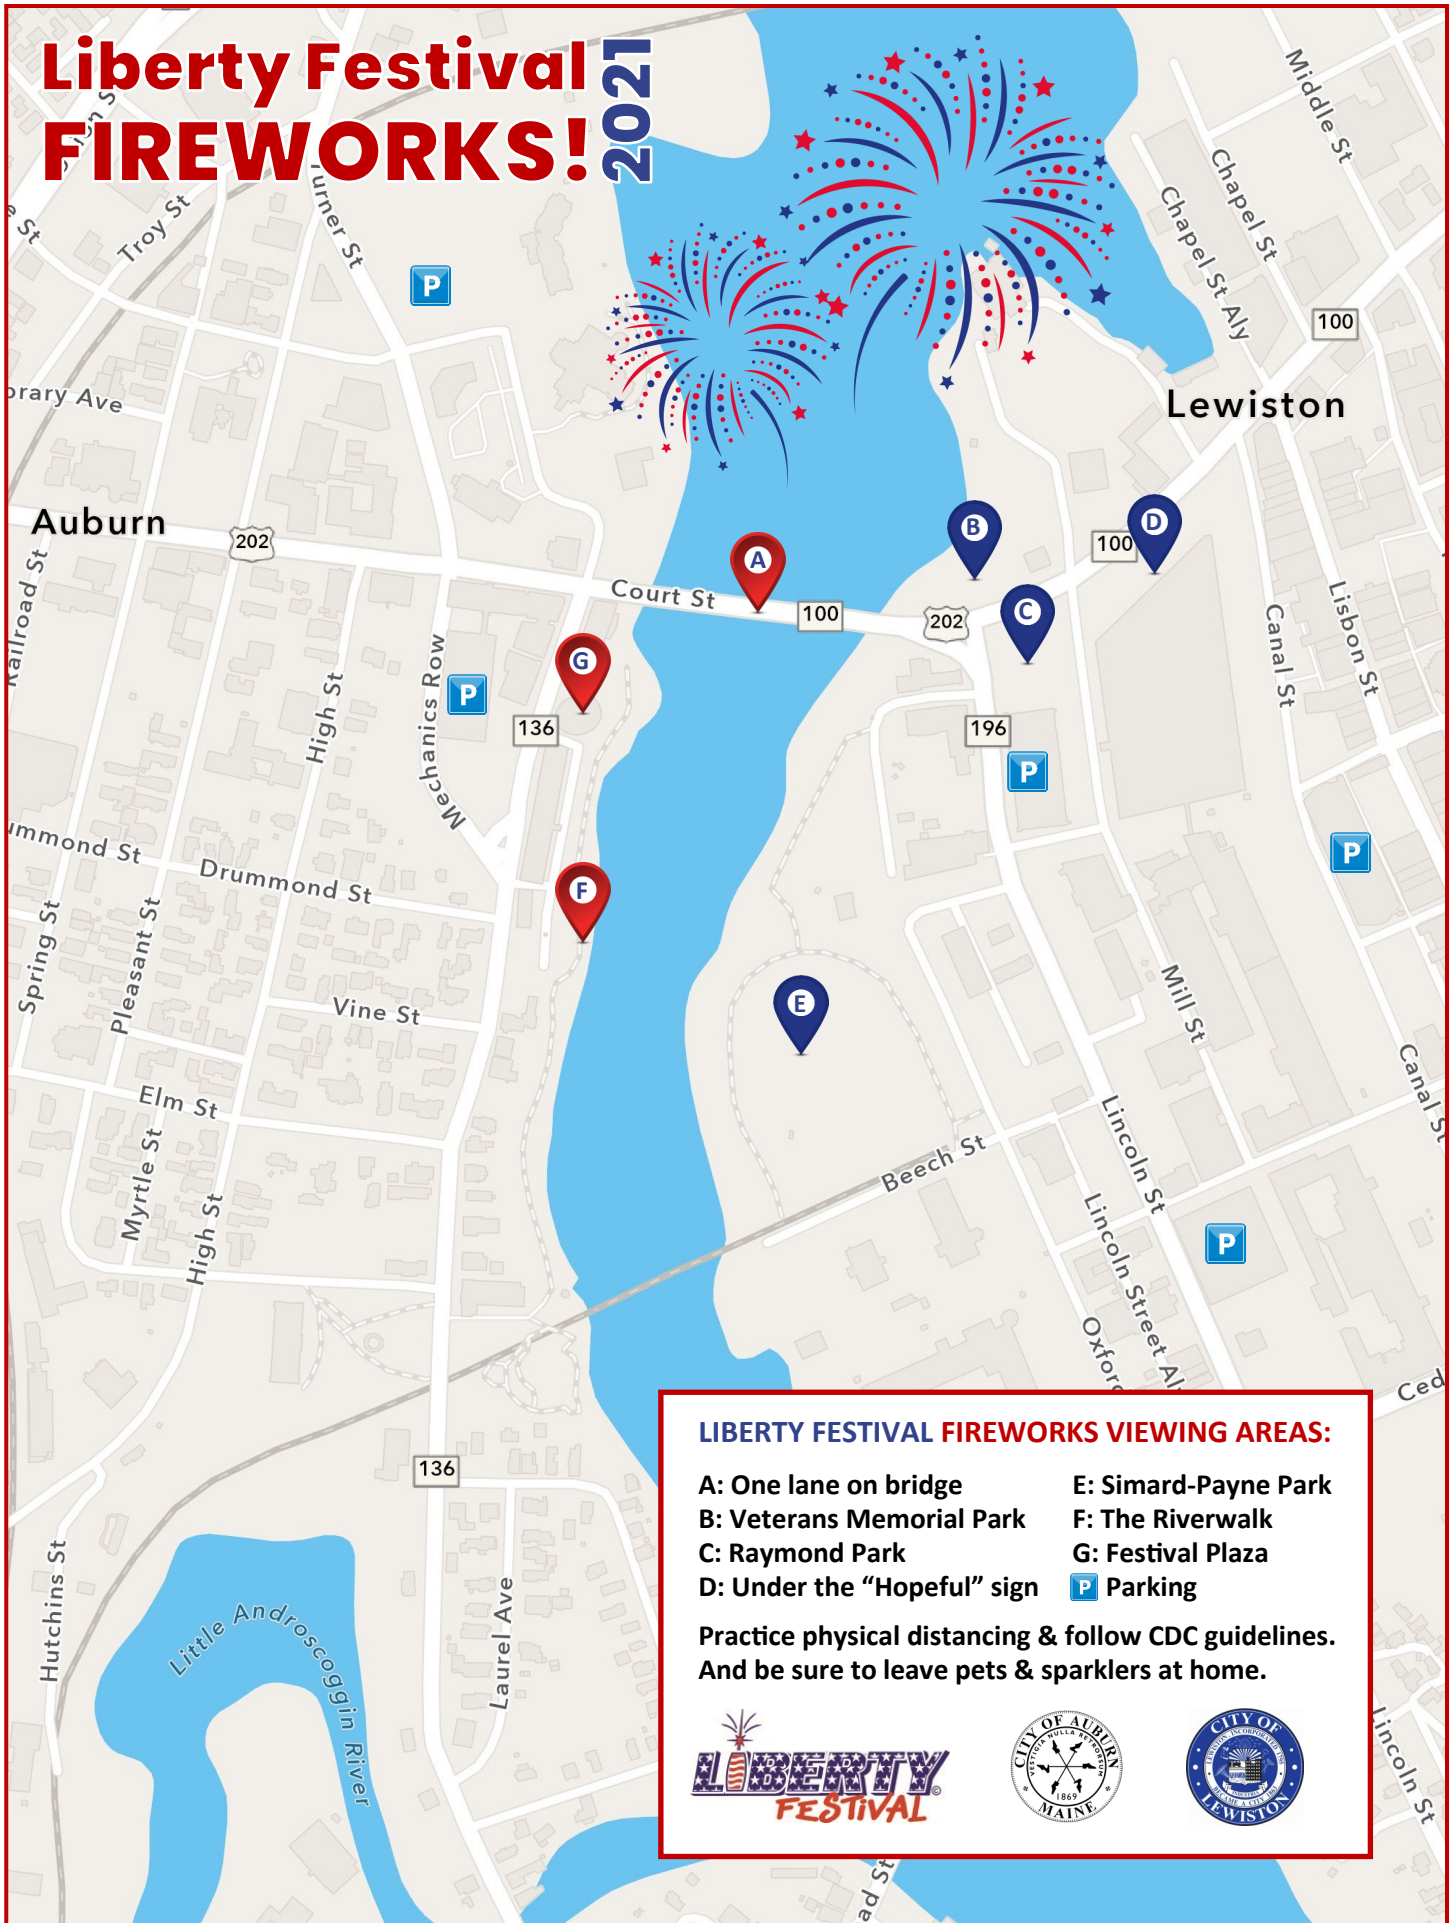 Liberty Festival
FIREWORKS!
2021
Troy St
Turner St
Middle St
Chapel St
Chapel St Aly
100
Lewiston
P
Auburn
202
Court St
A
100
B
202
C
100
D
Railroad St
High St
Mechanics Row
P
G
136
196
P
Canal St
Lisbon St
P
Drummond St
F
Spring St
Pleasant St
Vine St
E
Mill St
Canal St
Elm St
Myrtle St
High St
Beech St
Lincoln St
Lincoln Street Aly
P
136
Hutchins St
Laurel Ave
Little Androscoggin River
Lincoln St
LIBERTY FESTIVAL FIREWORKS VIEWING AREAS:
A: One lane on bridge
B: Veterans Memorial Park
C: Raymond Park
D: Under the “Hopeful” sign
E: Simard-Payne Park
F: The Riverwalk
G: Festival Plaza
P Parking
Practice physical distancing & follow CDC guidelines.
And be sure to leave pets & sparklers at home.
LIBERTY
FESTIVAL
CITY OF AUBURN
VESTIGIA NULLA RETRORSUM
1869
MAINE
CITY OF
LEWISTON